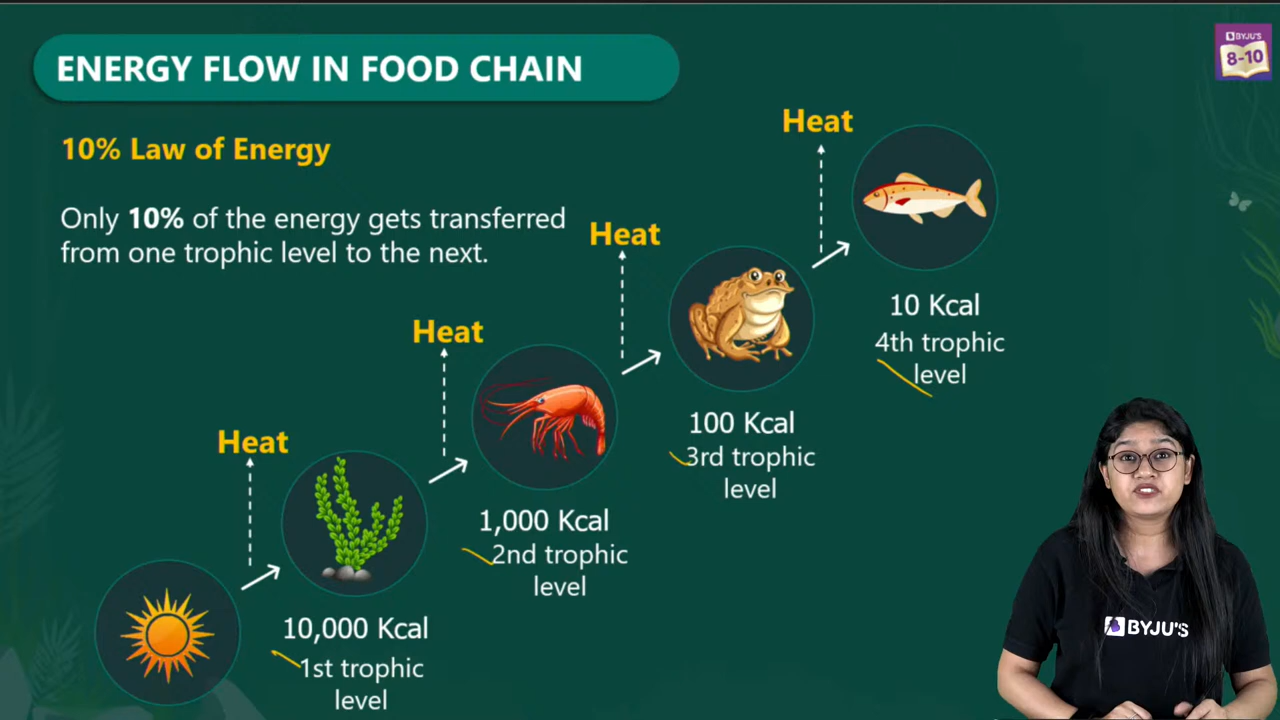 ENERGY FLOW IN FOOD CHAIN
BYJU'S
8-10
10% Law of Energy
Only 10% of the energy gets transferred
from one trophic level to the next.
Heat
10 Kcal
4th trophic
level
Heat
100 Kcal
3rd trophic
level
Heat
1,000 Kcal
2nd trophic
level
Heat
10,000 Kcal
1st trophic
level
BYJU'S